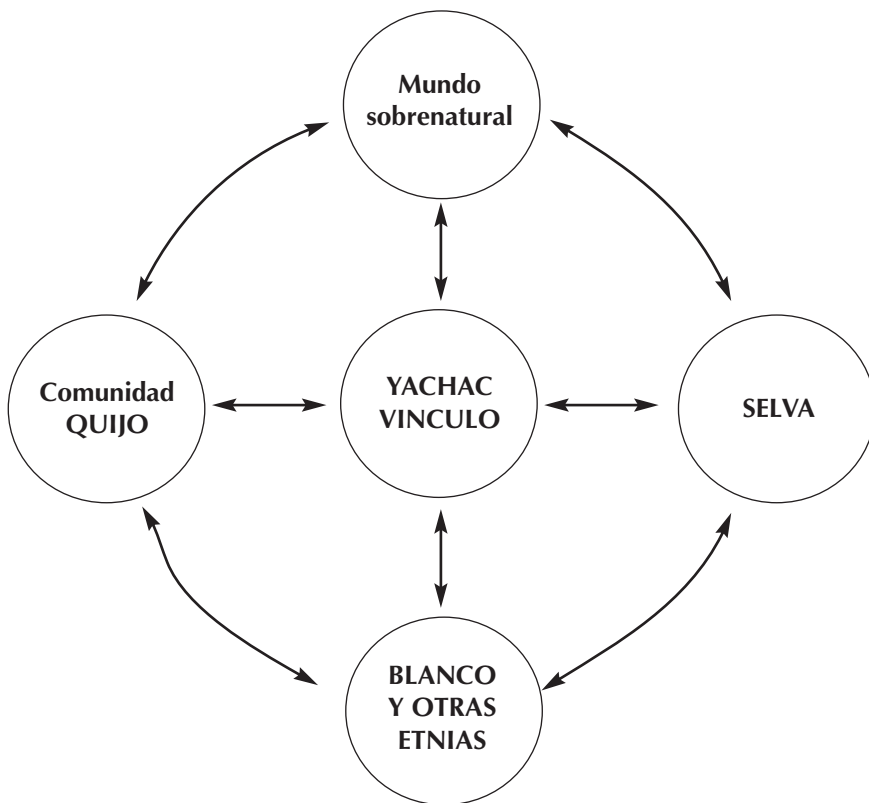 Mundo
sobrenatural
Comunidad
QUIJO
YACHAC
VINCULO
SELVA
BLANCO
Y OTRAS
ETNIAS